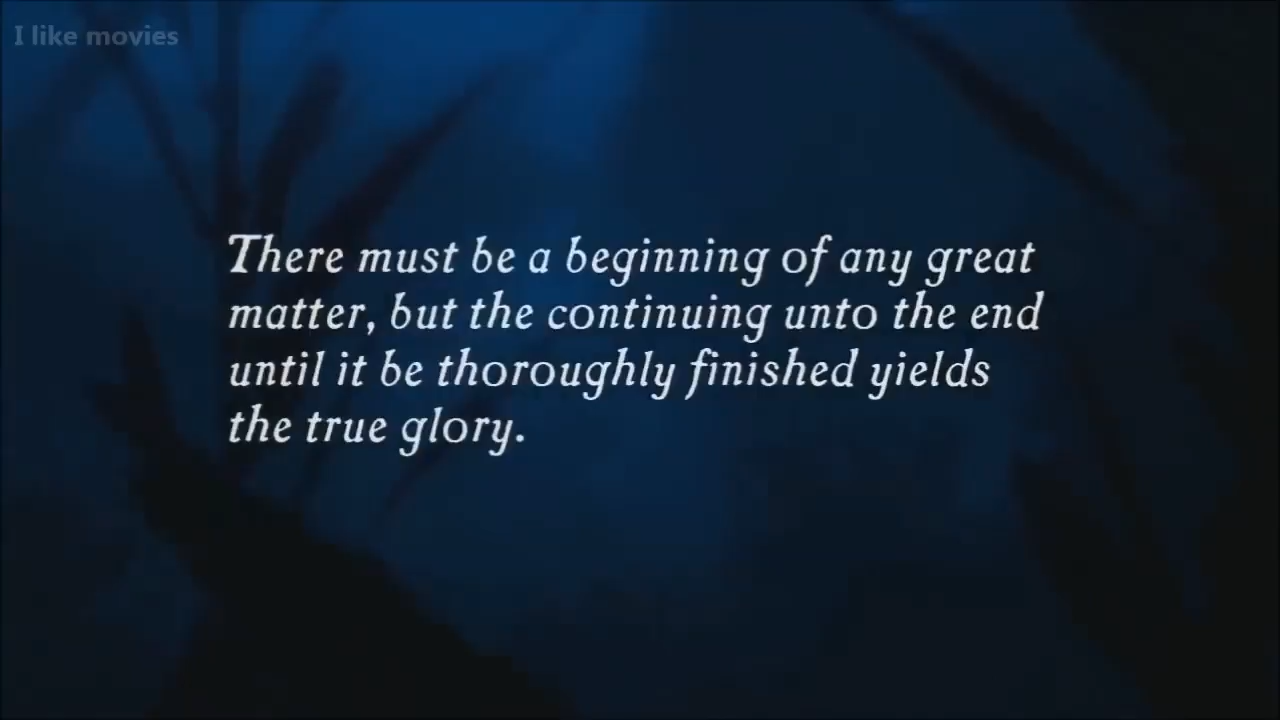 I like movies
There must be a beginning of any great
matter, but the continuing unto the end
until it be thoroughly finished yields
the true glory.